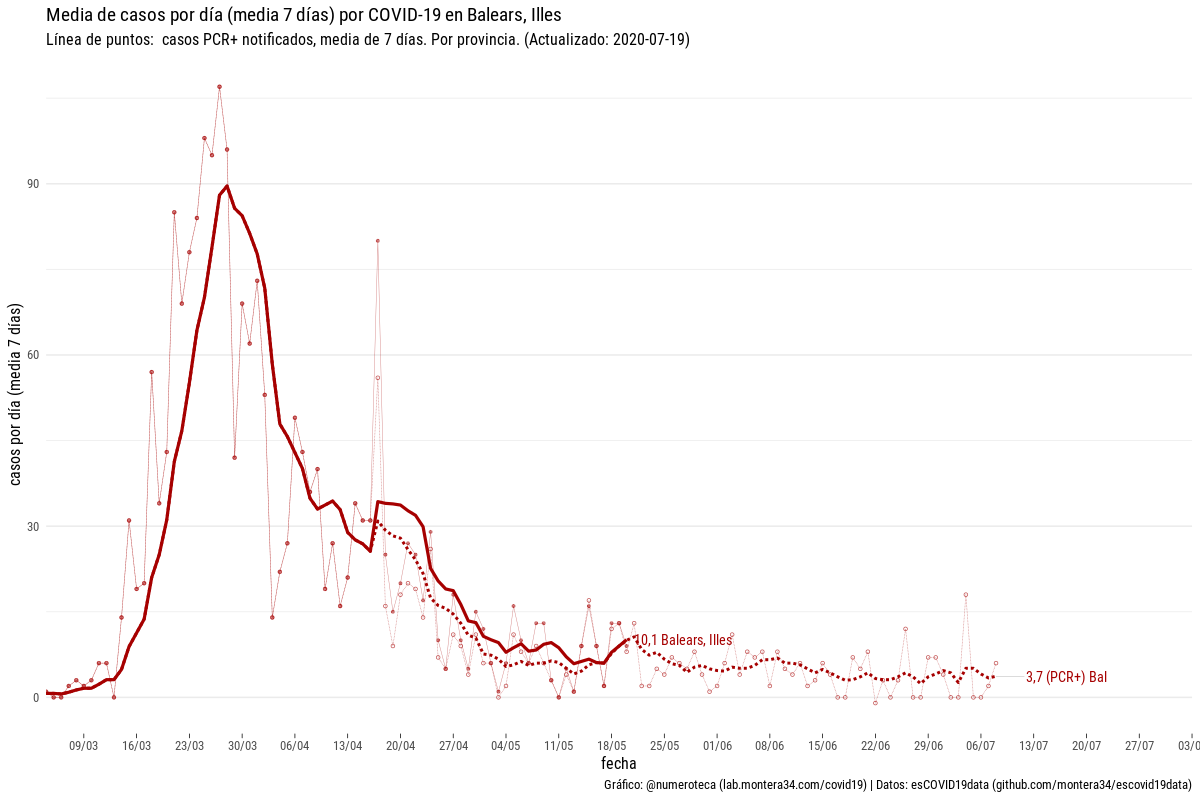 Media de casos por día (media 7 días) por COVID-19 en Balears, Illes
Línea de puntos:  casos PCR+ notificados, media de 7 días. Por provincia. (Actualizado: 2020-07-19)
casos por día (media 7 días)
90
60
30
0
10,1 Balears, Illes
3,7 (PCR+) Bal
09/03 16/03 23/03 30/03 06/04 13/04 20/04 27/04 04/05 11/05 18/05 25/05 01/06 08/06 15/06 22/06 29/06 06/07 13/07 20/07 27/07 03/0
fecha
Gráfico: @numeroteca (lab.montera34.com/covid19) | Datos: esCOVID19data (github.com/montera34/escovid19data)